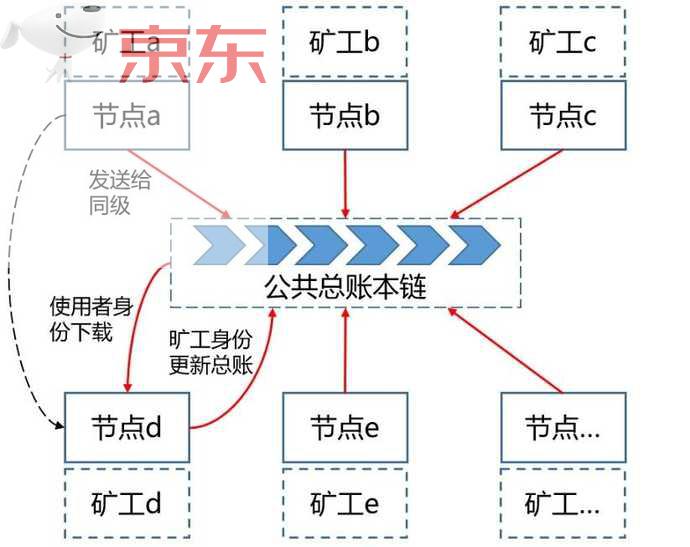 矿工a
京东
矿工b
矿工c
节点a
节点b
节点c
发送给
同级
公共总账本链
使用者身
份下载
旷工身份
更新总账
节点d
节点e
节点...
矿工d
矿工e
矿工...